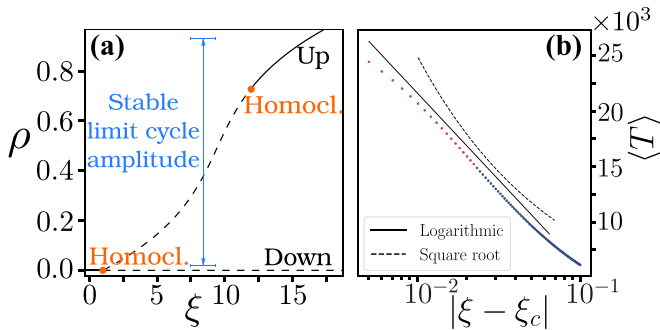 (a)
Up
Homocl.
Stable
limit cycle
amplitude
Homocl.
Down
ρ
0.0
0.2
0.4
0.6
0.8
0
5
10
15
ξ
(b)
×10³
25
20
15
10
⟨T⟩
Logarithmic
Square root
10⁻²
10⁻¹
|ξ − ξc|